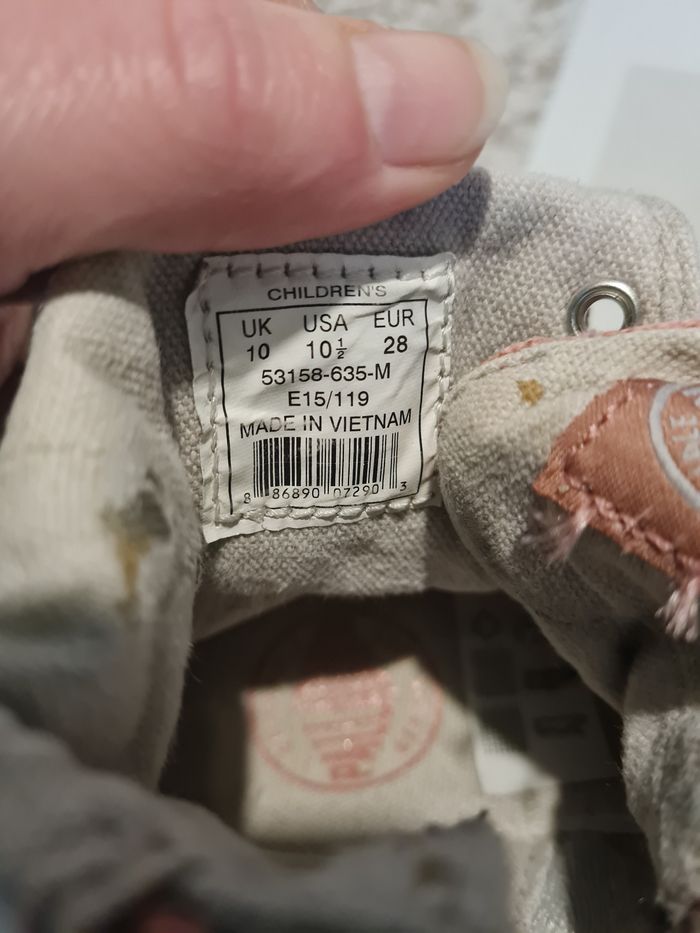 CHILDREN'S
UK USA EUR
10 10½ 28
53158-635-M
E15/119
MADE IN VIETNAM
8 86890 07290 3